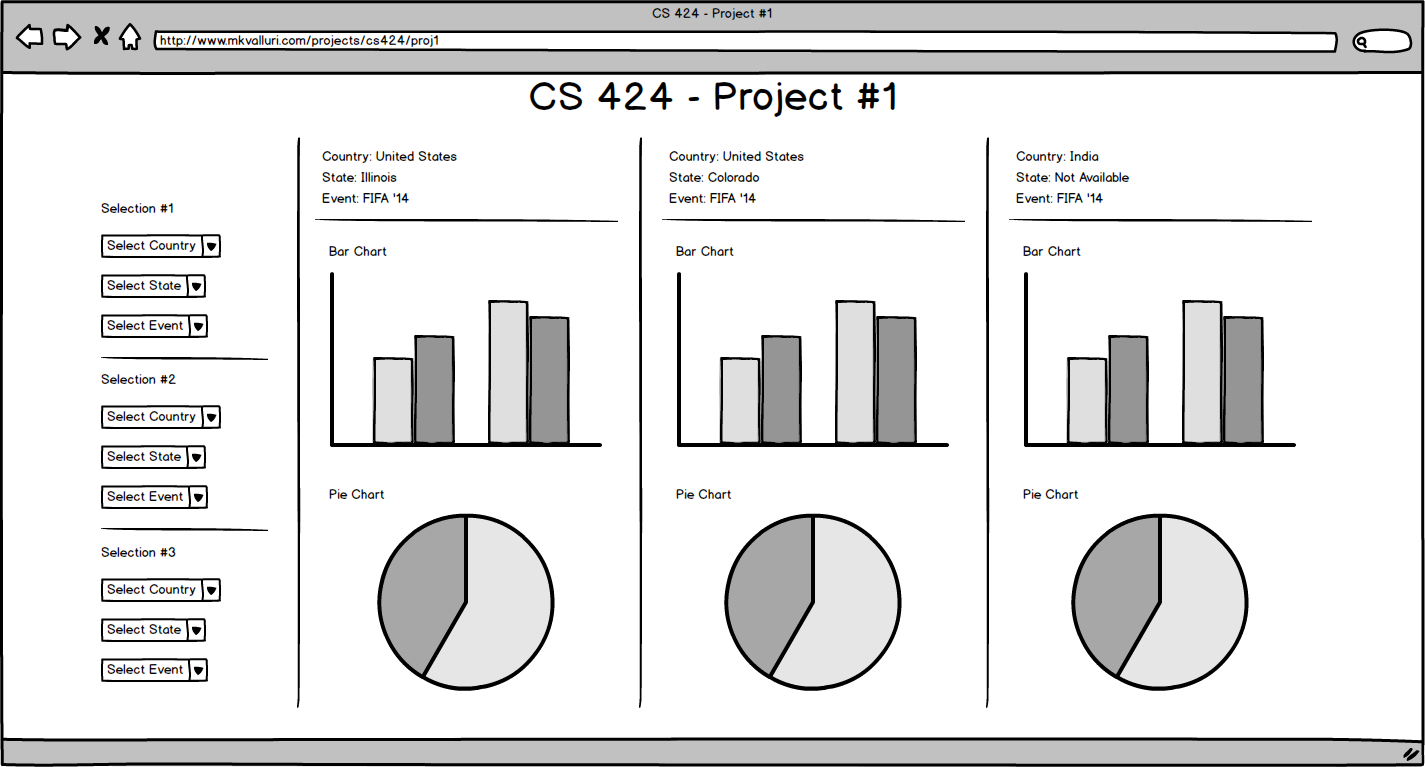 CS 424 - Project #1
http://www.mkvalluri.com/projects/cs424/proj1
CS 424 - Project #1
Selection #1
Select Country
Select State
Select Event
Selection #2
Select Country
Select State
Select Event
Selection #3
Select Country
Select State
Select Event
Country: United States
State: Illinois
Event: FIFA '14
Bar Chart
Pie Chart
Country: United States
State: Colorado
Event: FIFA '14
Bar Chart
Pie Chart
Country: India
State: Not Available
Event: FIFA '14
Bar Chart
Pie Chart